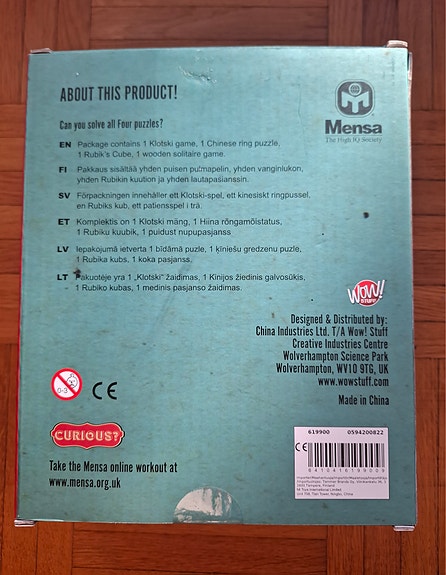 ABOUT THIS PRODUCT!
Can you solve all Four puzzles?
EN Package contains 1 Klotski game, 1 Chinese ring puzzle,
1 Rubik's Cube, 1 wooden solitaire game.
FI Pakkaus sisältää yhden puisen pulmapelin, yhden vanginlukon,
yhden Rubikin kuution ja yhden lautapasianssin.
SV Förpackningen innehåller ett Klotski-spel, ett kinesiskt ringpussel,
en Rubiks kub, ett patiensspel i trä.
ET Komplektis on 1 Klotski mäng, 1 Hiina rõngamõistatus,
1 Rubiku kuubik, 1 puidust nupupasjanss
LV Iepakojumā ietverta 1 bīdāmā puzle, 1 ķīniešu gredzenu puzle,
1 Rubika kubs, 1 koka pasjanss.
LT Pakuotėje yra 1 „Klotski" žaidimas, 1 Kinijos žiedinis galvosūkis,
1 Rubiko kubas, 1 medinis pasjanso žaidimas.
Mensa
The High IQ Society
WOW!
STUFF
Designed & Distributed by:
China Industries Ltd. T/A Wow! Stuff
Creative Industries Centre
Wolverhampton Science Park
Wolverhampton, WV10 9TG, UK
www.wowstuff.com
Made in China
0-3
CE
CURIOUS?
Take the Mensa online workout at
www.mensa.org.uk
619900 0594200822
CE
6410416199009